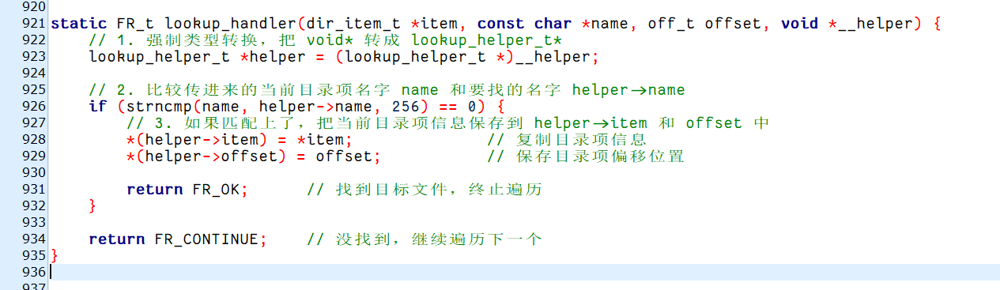 920
921 static FR_t lookup_handler(dir_item_t *item, const char *name, off_t offset, void *__helper) {
922 // 1. 强制类型转换，把 void* 转成 lookup_helper_t*
923 lookup_helper_t *helper = (lookup_helper_t *)__helper;
924
925 // 2. 比较传进来的当前目录项名字 name 和要找的名字 helper->name
926 if (strncmp(name, helper->name, 256) == 0) {
927 // 3. 如果匹配上了，把当前目录项信息保存到 helper->item 和 offset 中
928 *(helper->item) = *item; // 复制目录项信息
929 *(helper->offset) = offset; // 保存目录项偏移位置
930
931 return FR_OK; // 找到目标文件，终止遍历
932 }
933
934 return FR_CONTINUE; // 没找到，继续遍历下一个
935 }
936
937